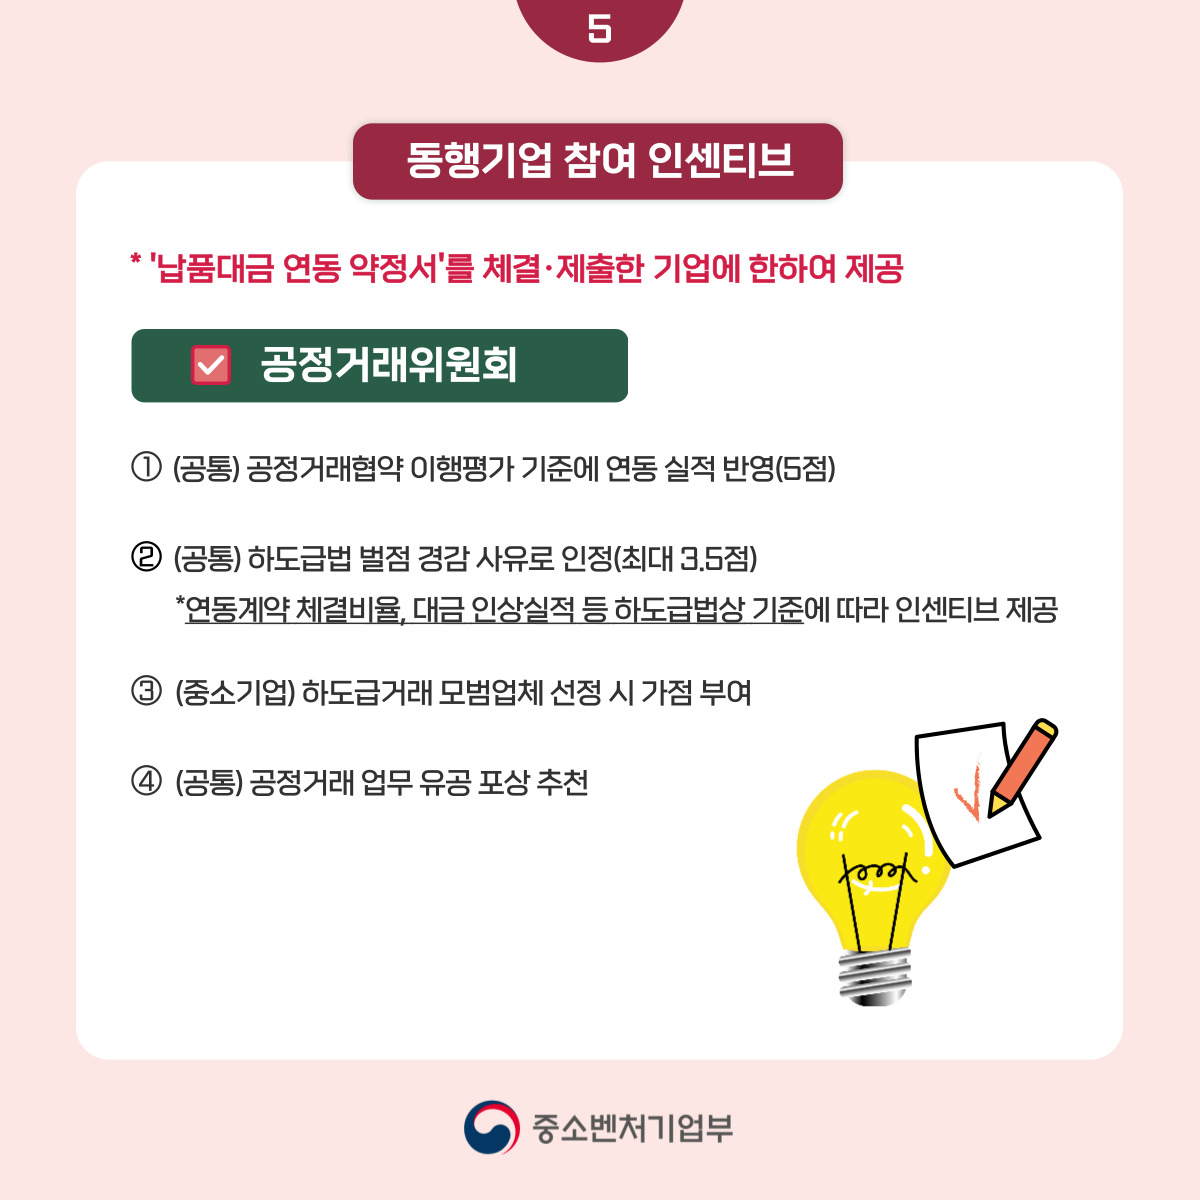 5
동행기업 참여 인센티브
* '납품대금 연동 약정서'를 체결·제출한 기업에 한하여 제공
공정거래위원회
① (공통) 공정거래협약 이행평가 기준에 연동 실적 반영(5점)
② (공통) 하도급법 벌점 경감 사유로 인정(최대 3.5점)
*연동계약 체결비율, 대금 인상실적 등 하도급법상 기준에 따라 인센티브 제공
③ (중소기업) 하도급거래 모범업체 선정 시 가점 부여
④ (공통) 공정거래 업무 유공 포상 추천
중소벤처기업부